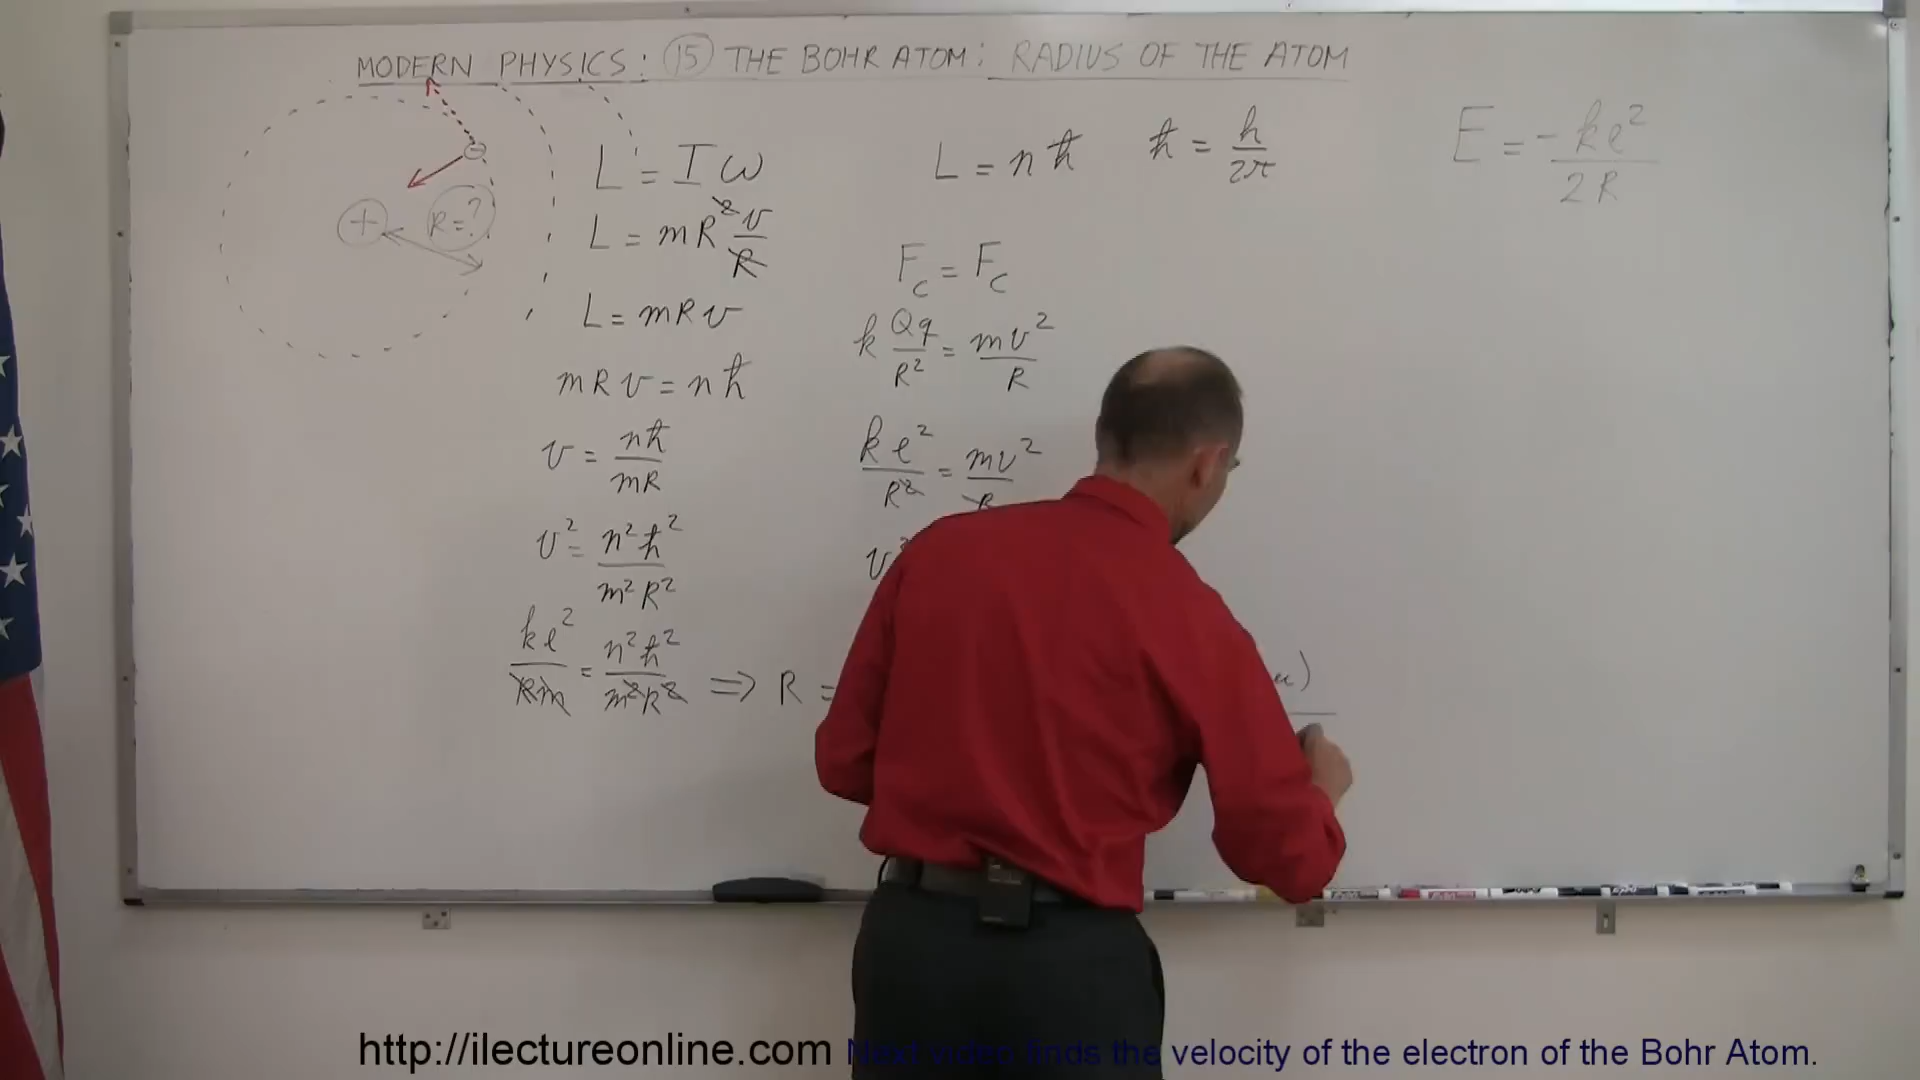 MODERN PHYSICS: 15 THE BOHR ATOM: RADIUS OF THE ATOM
E = -ke²/2R
L = Iω
L = nħ
ħ = h/2π
⊖
+
R=?
L = mR² v/R
F_C = F_C
L = mRv
k Qq/R² = mv²/R
mRv = nħ
v = nħ/mR
ke²/R² = mv²/R
v² = n²ħ²/m²R²
v²
ke²/Rm = n²ħ²/m²R² ⇒ R =
http://ilectureonline.com Next video finds the velocity of the electron of the Bohr Atom.